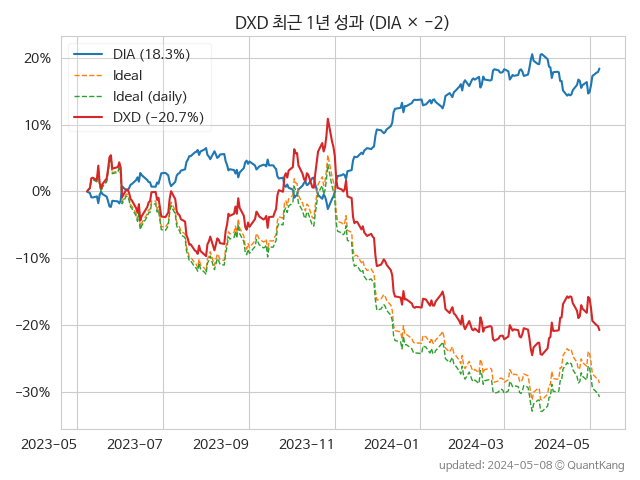 DXD 최근 1년 성과 (DIA × −2)
DIA (18.3%)
Ideal
Ideal (daily)
DXD (−20.7%)
20%
10%
0%
−10%
−20%
−30%
2023-05
2023-07
2023-09
2023-11
2024-01
2024-03
2024-05
updated: 2024-05-08 © QuantKang